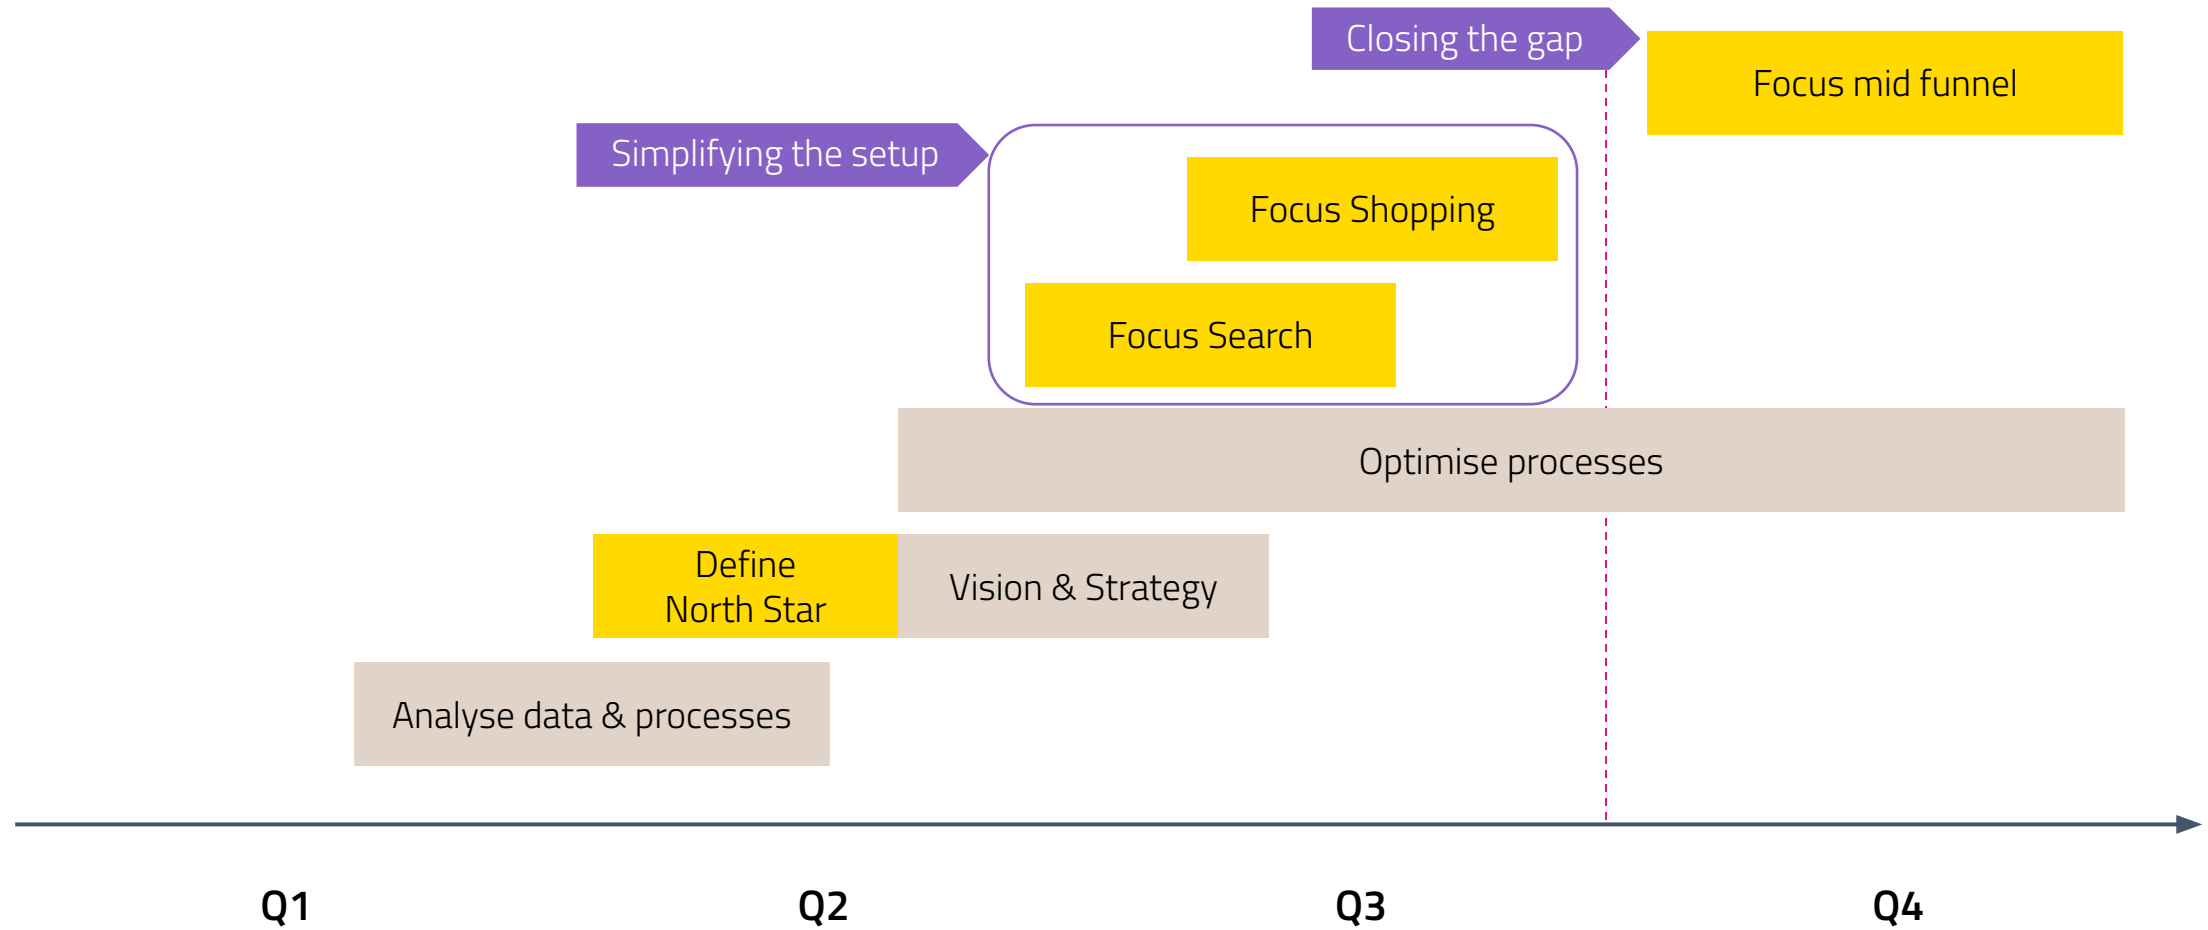 Closing the gap
Focus mid funnel
Simplifying the setup
Focus Shopping
Focus Search
Optimise processes
Define
North Star
Vision & Strategy
Analyse data & processes
Q1
Q2
Q3
Q4